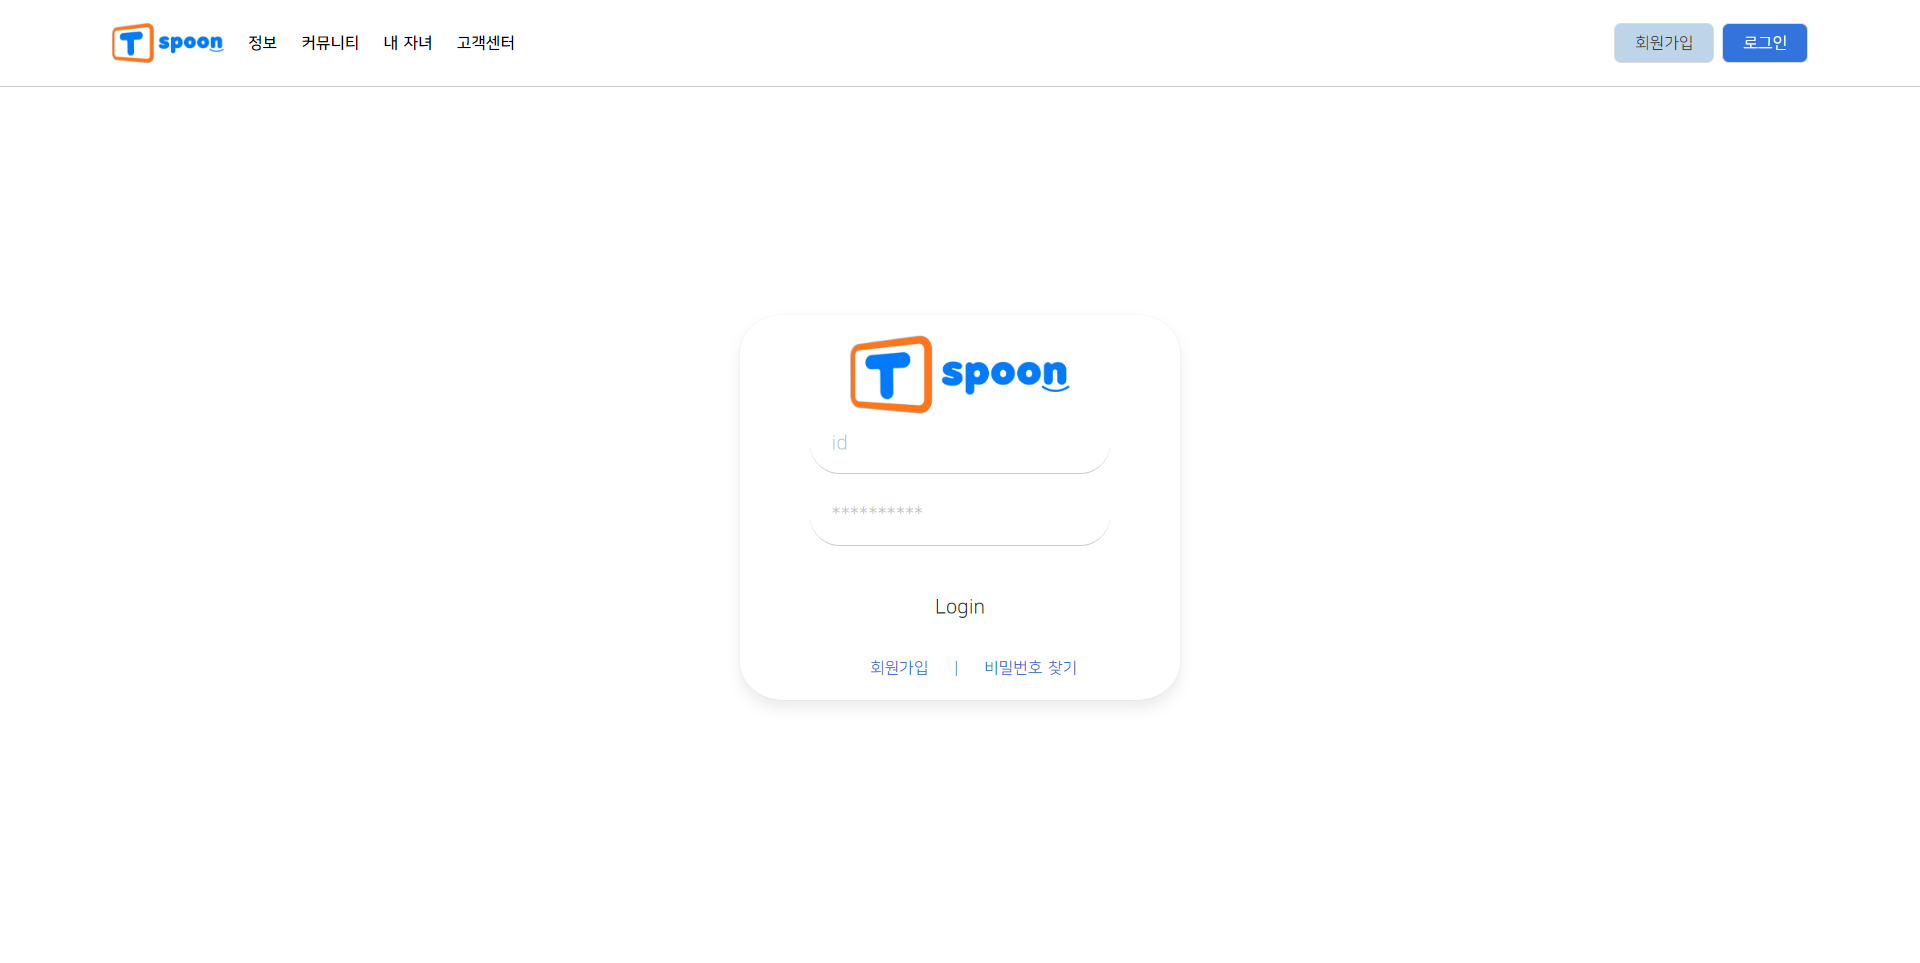 T spoon 정보 커뮤니티 내 자녀 고객센터 회원가입 로그인
T spoon
id
**********
Login
회원가입 | 비밀번호 찾기